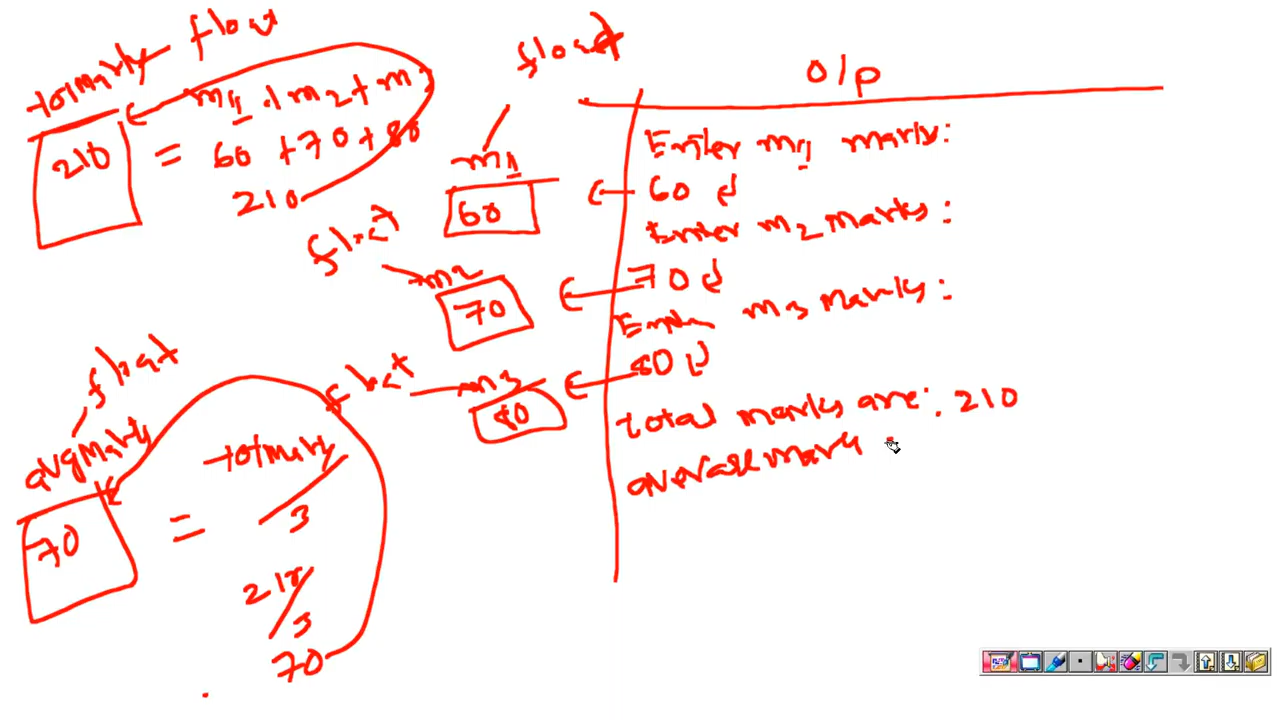 totmarks float
m1 + m2 + m
210 = 60 + 70 + 80
210
float
m1
60
float
m2
70
float
m3
80
float
avgmarks
70 = totmarks
/
3
210
/
3
70
O/P
Enter m1 marks:
60
Enter m2 marks:
70
Enter m3 marks:
80
total marks are: 210
average mark